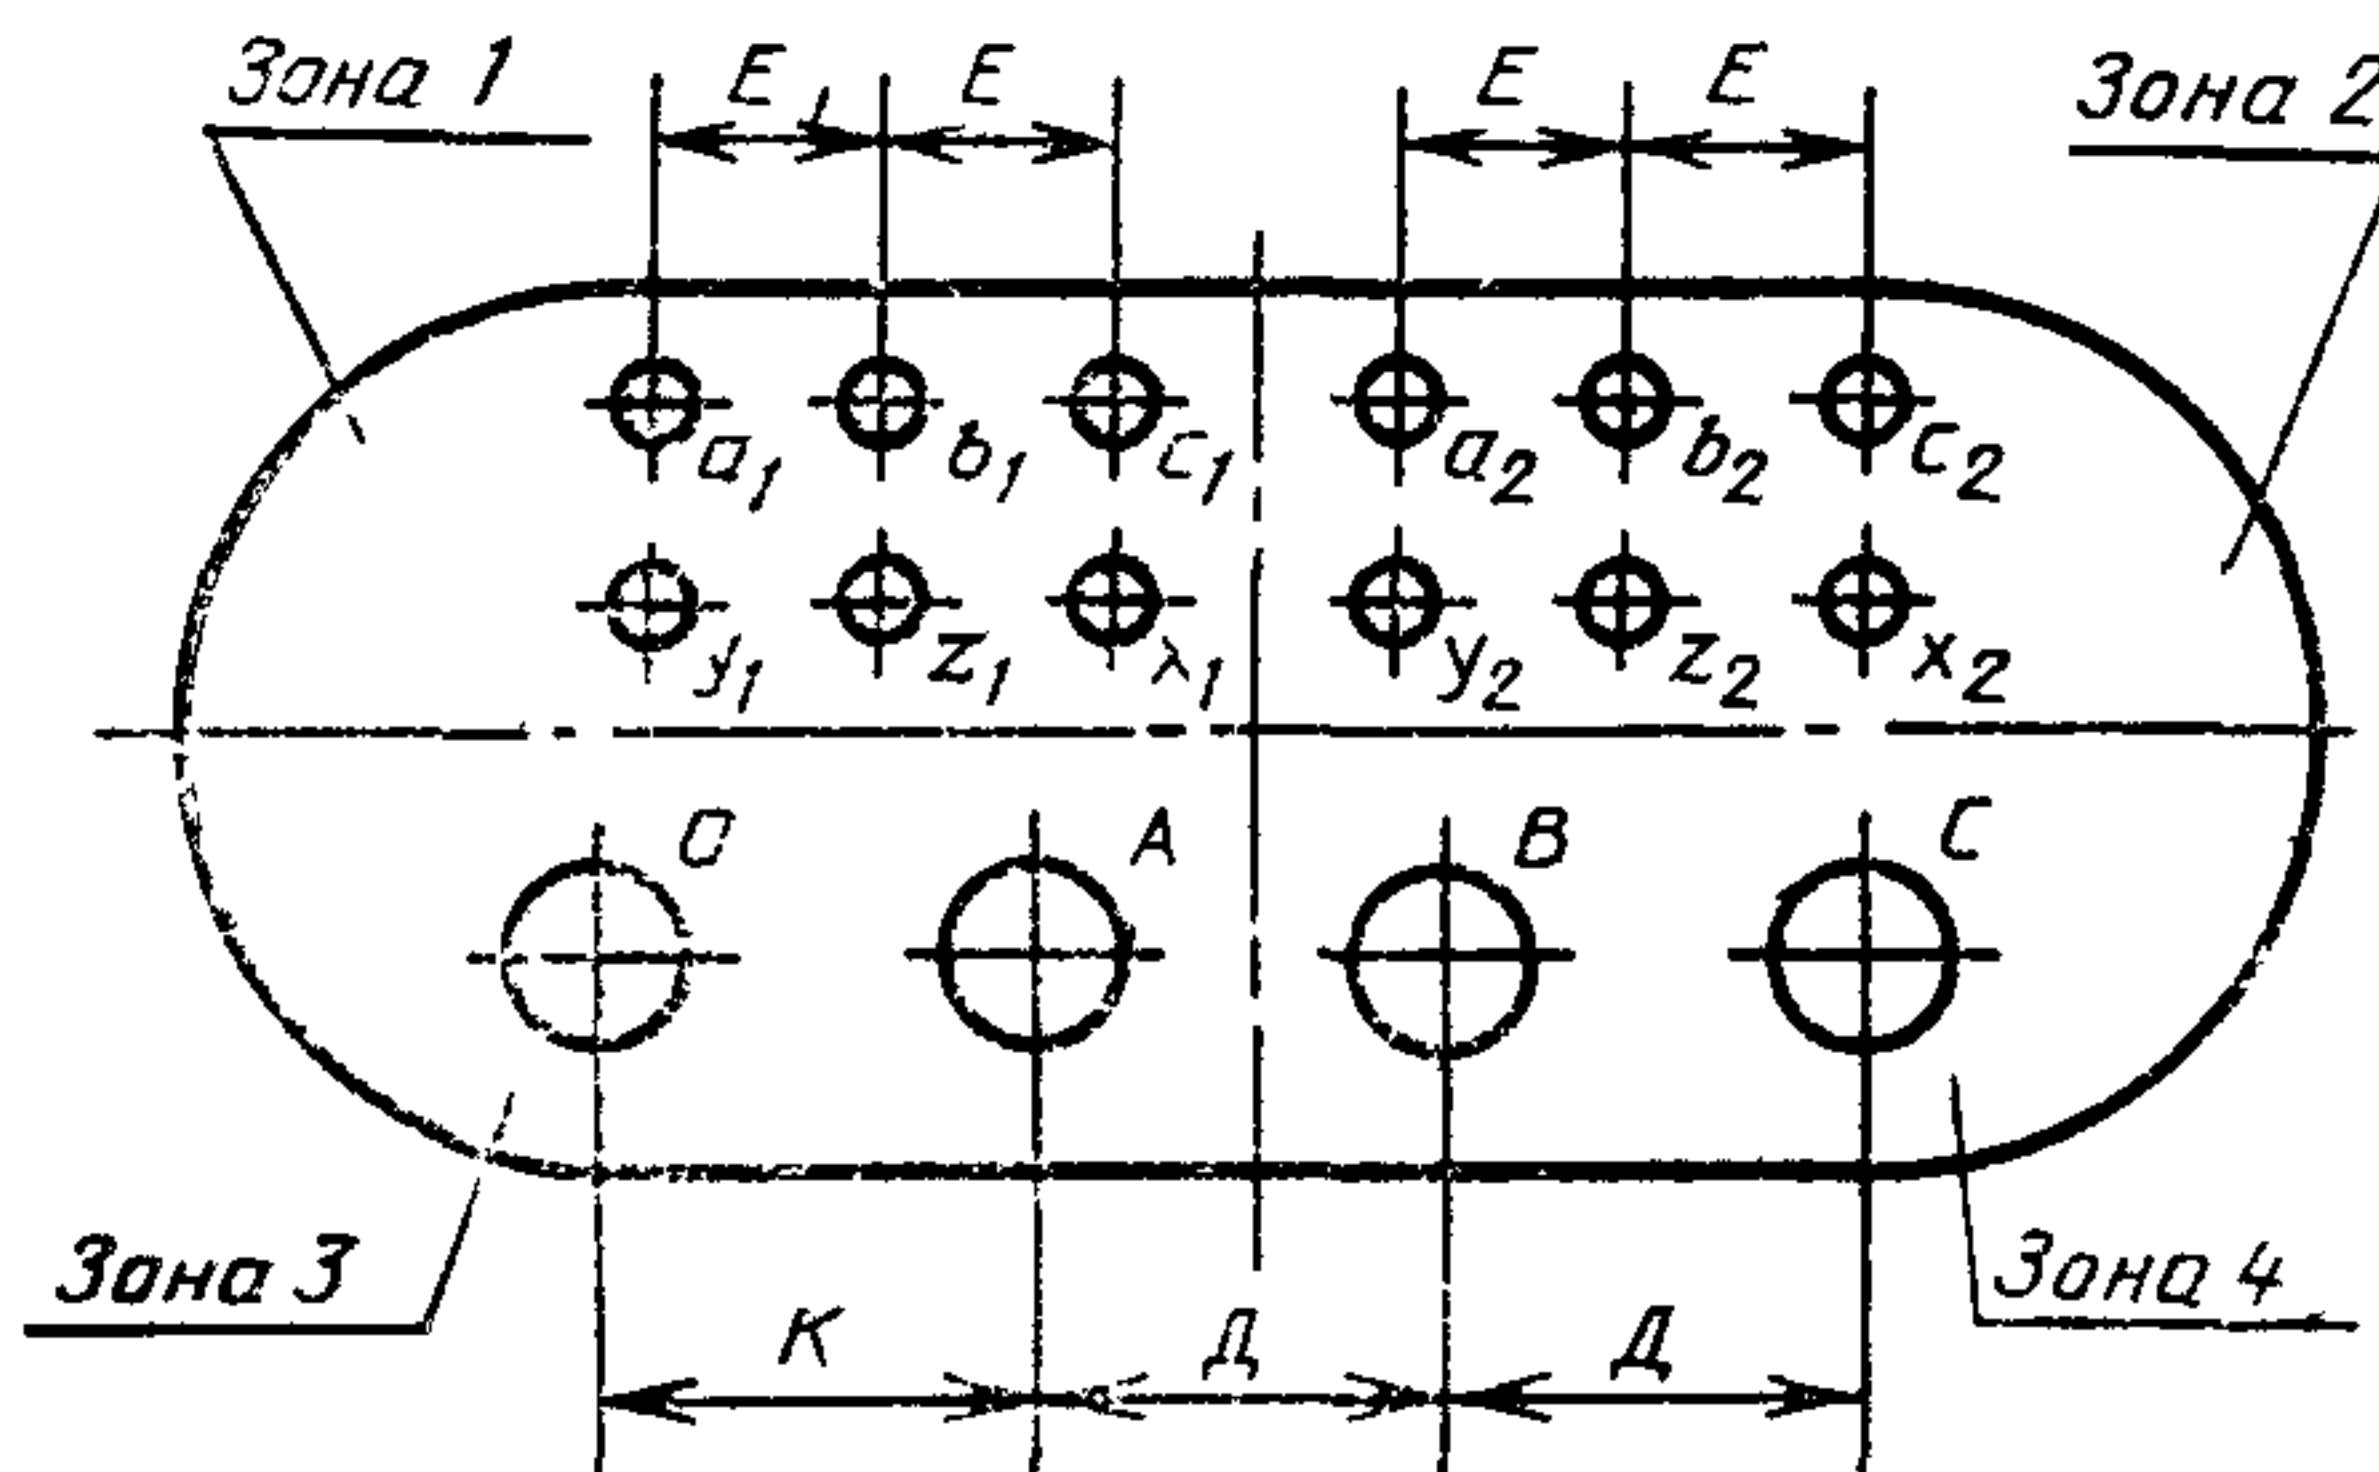 Зона 1 E E E E Зона 2
a₁ b₁ c₁ a₂ b₂ c₂
y₁ z₁ x₁ y₂ z₂ x₂
O A B C
Зона 3 Зона 4
К Д Д